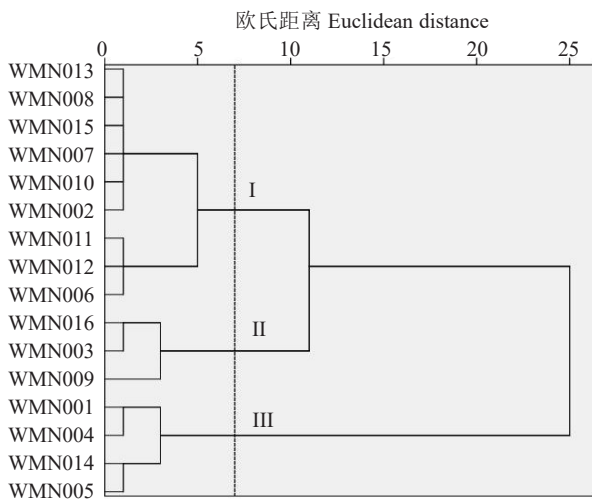 欧氏距离 Euclidean distance
0 5 10 15 20 25
WMN013
WMN008
WMN015
WMN007
WMN010
WMN002
I
WMN011
WMN012
WMN006
WMN016
II
WMN003
WMN009
WMN001
III
WMN004
WMN014
WMN005